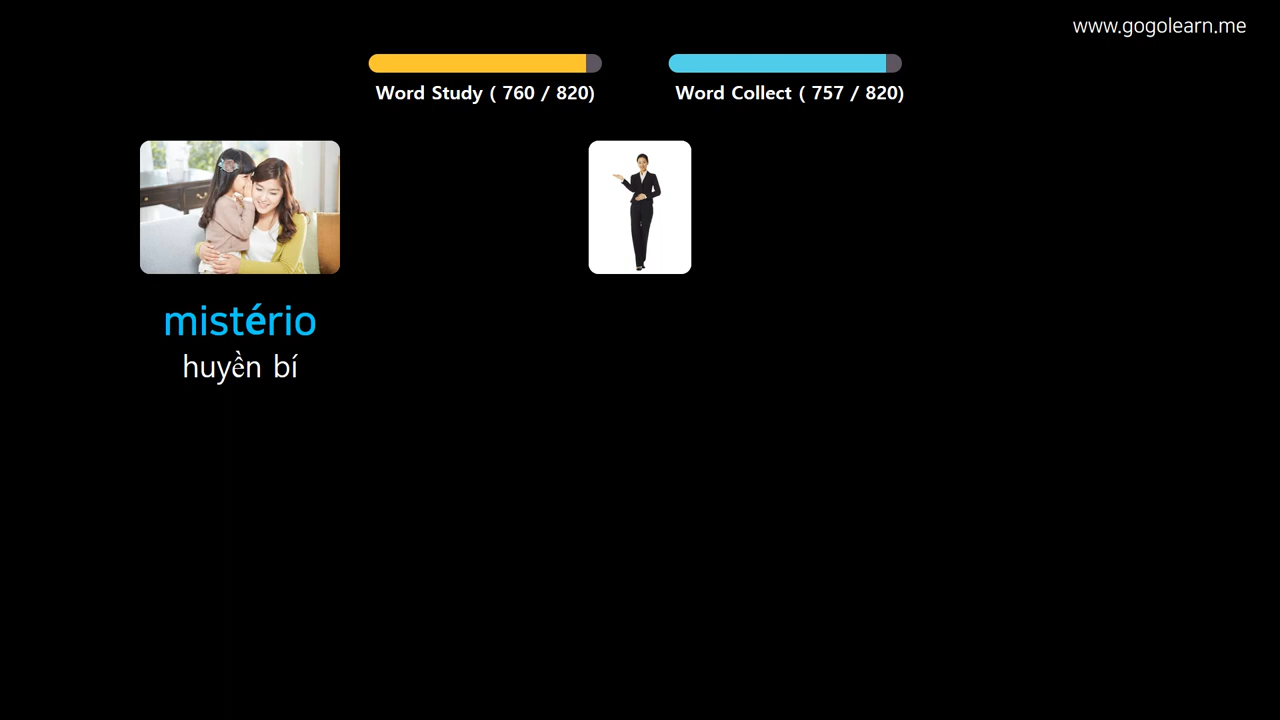 www.gogolearn.me
Word Study ( 760 / 820)
Word Collect ( 757 / 820)
mistério
huyền bí